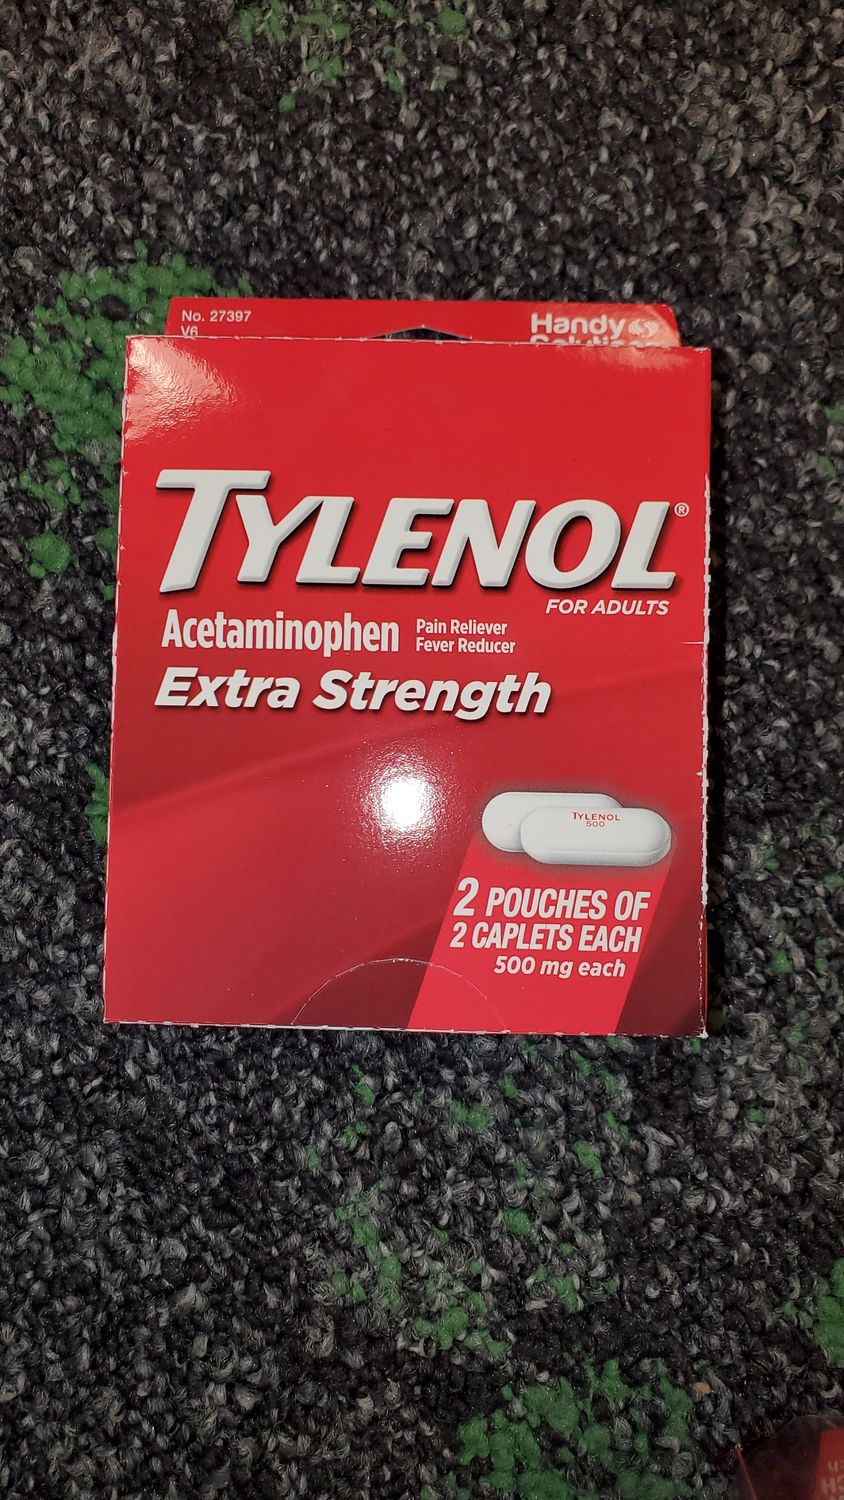 No. 27397
V6
Handy
Solutions
TYLENOL®
FOR ADULTS
Acetaminophen
Pain Reliever
Fever Reducer
Extra Strength
TYLENOL
500
2 POUCHES OF
2 CAPLETS EACH
500 mg each